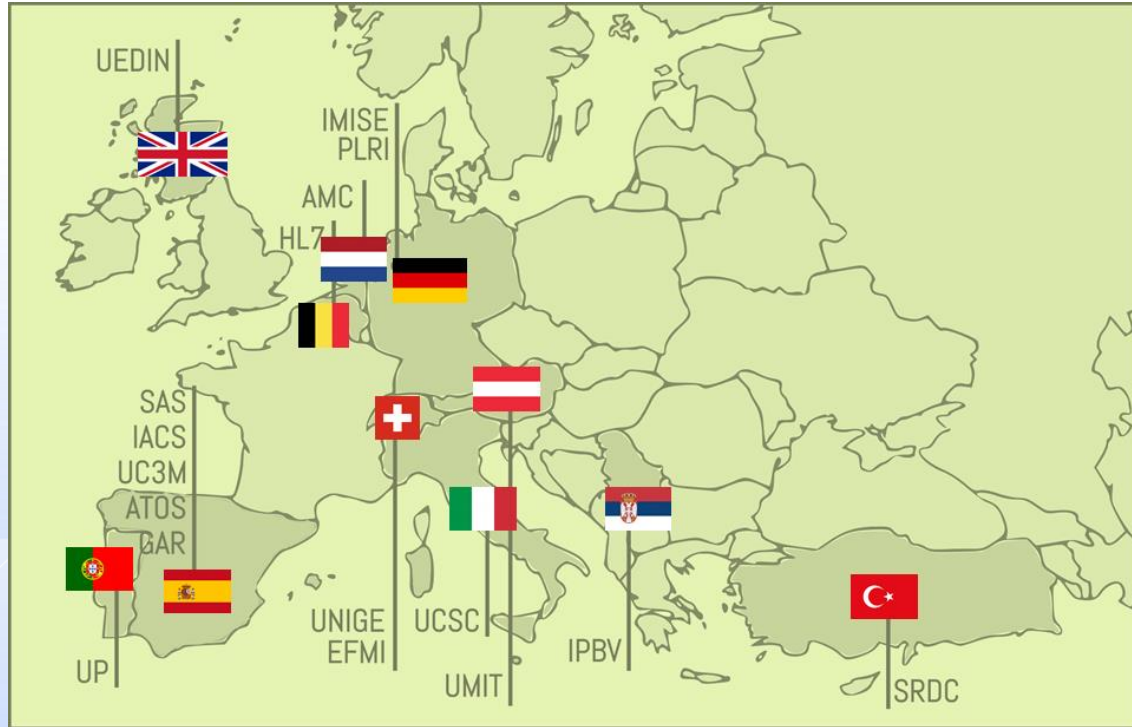 UEDIN
IMISE
PLRI
AMC
HL7
SAS
IACS
UC3M
ATOS
GAR
UP
UNIGE
EFMI
UCSC
UMIT
IPBV
SRDC